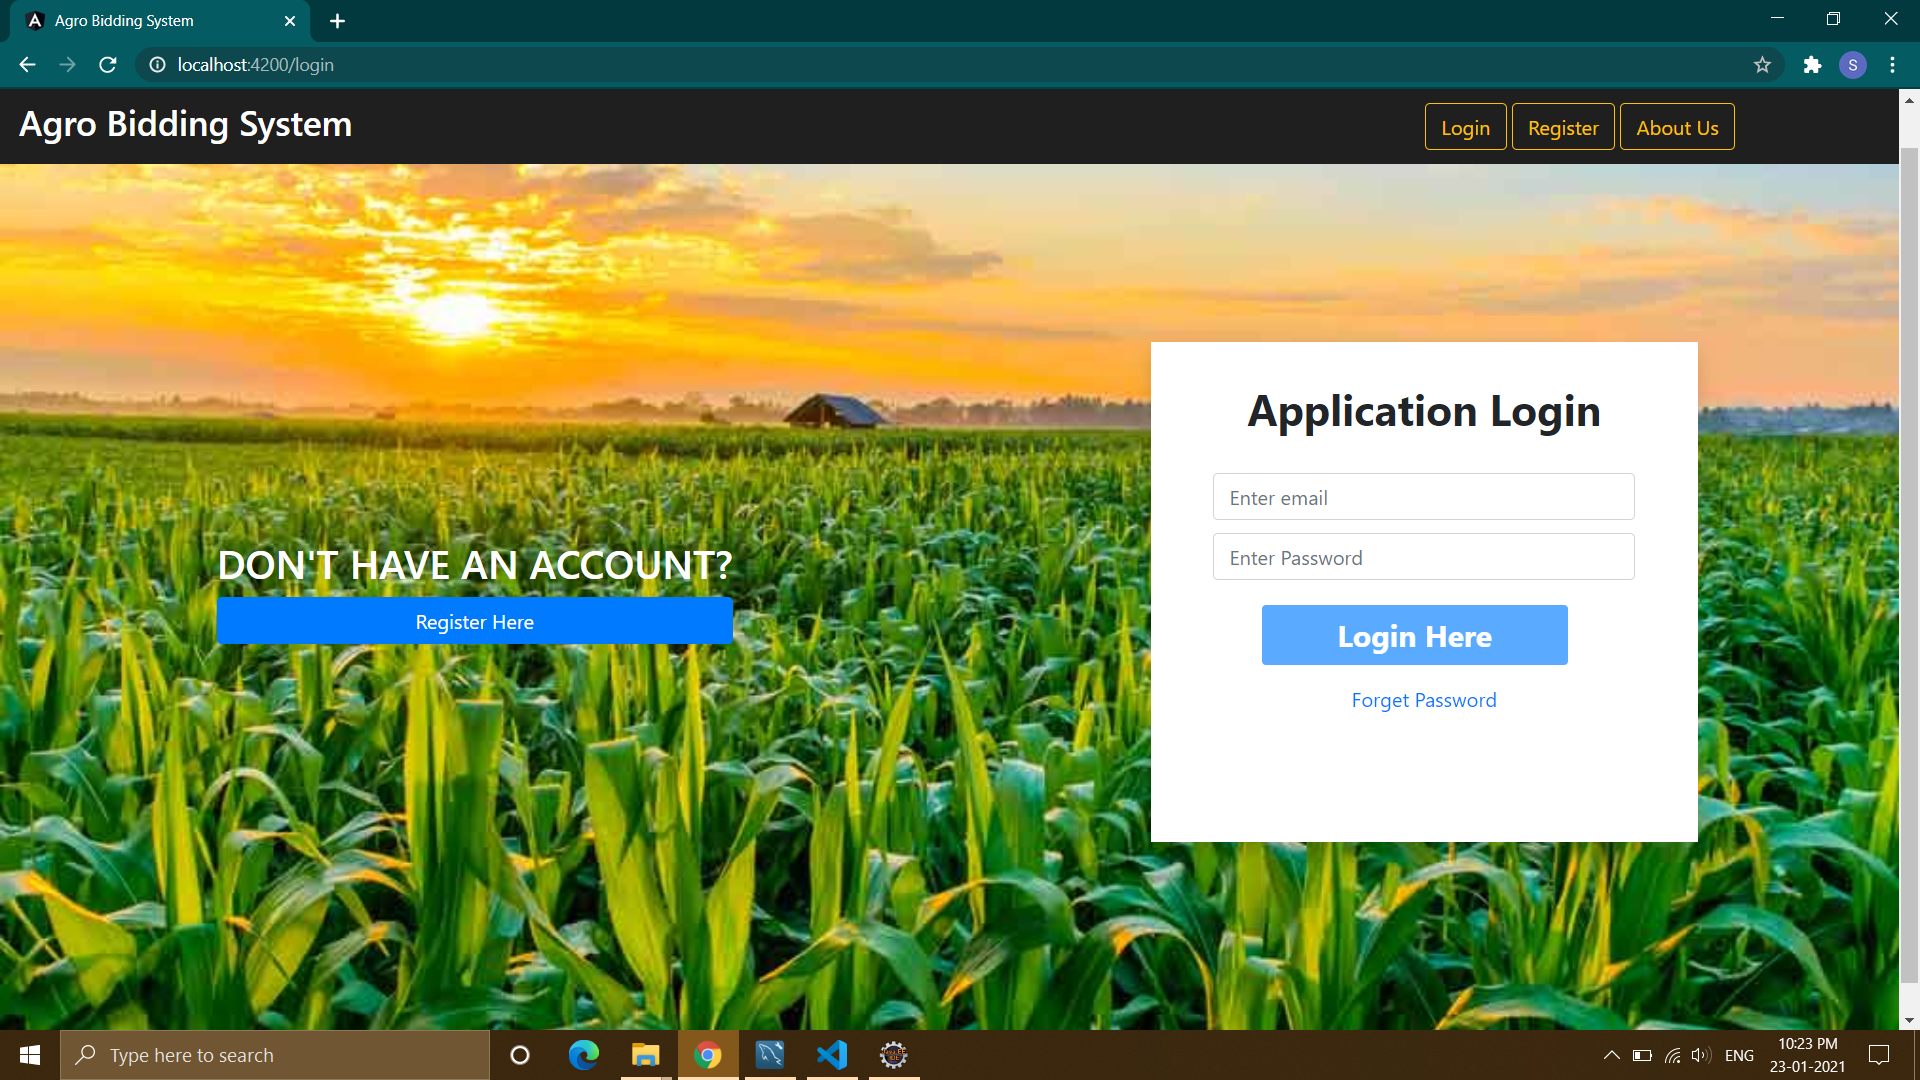 Agro Bidding System
localhost:4200/login
S
Agro Bidding System
Login Register About Us
Application Login
Enter email
Enter Password
Login Here
Forget Password
DON'T HAVE AN ACCOUNT?
Register Here
Type here to search
ENG
10:23 PM
23-01-2021